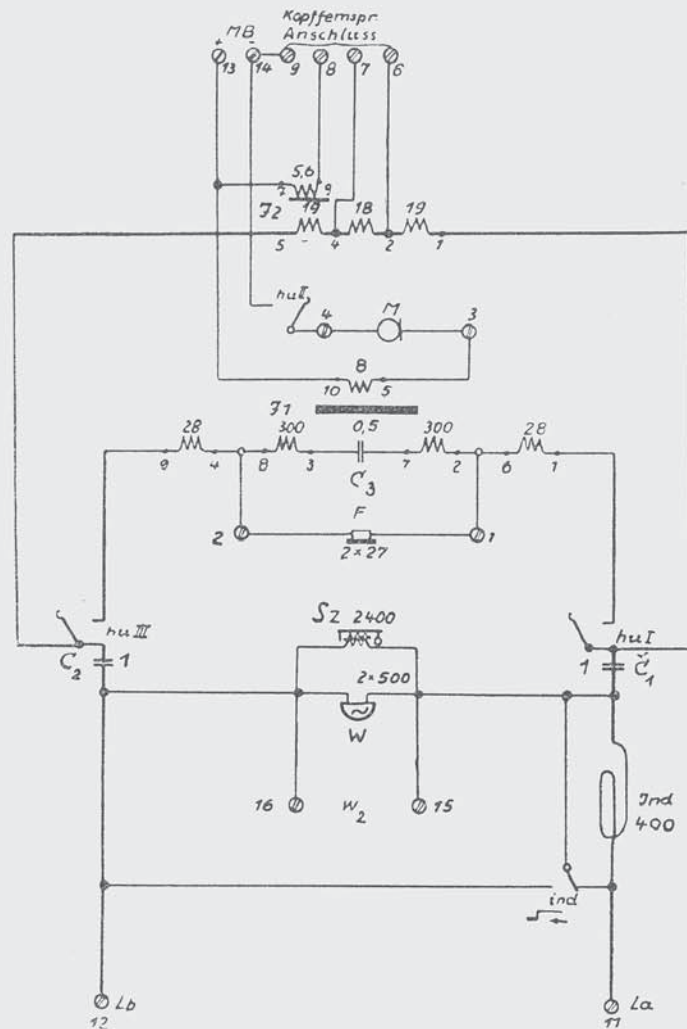 Kopffernspr.
Anschluss
+ MB -
13 14 9 8 7 6
5,6
7 9
J2 19 18 19
5 4 2 1
hu II 4 M 3
8
10 5
J1
28 300 0,5 300 28
9 4 8 3 7 2 6 1
C3
F
2 1
2×27
SZ 2400
hu III hu I
C2 1 1 C1
2×500
W
16 W2 15
Ind
400
ind
Lb La
12 11